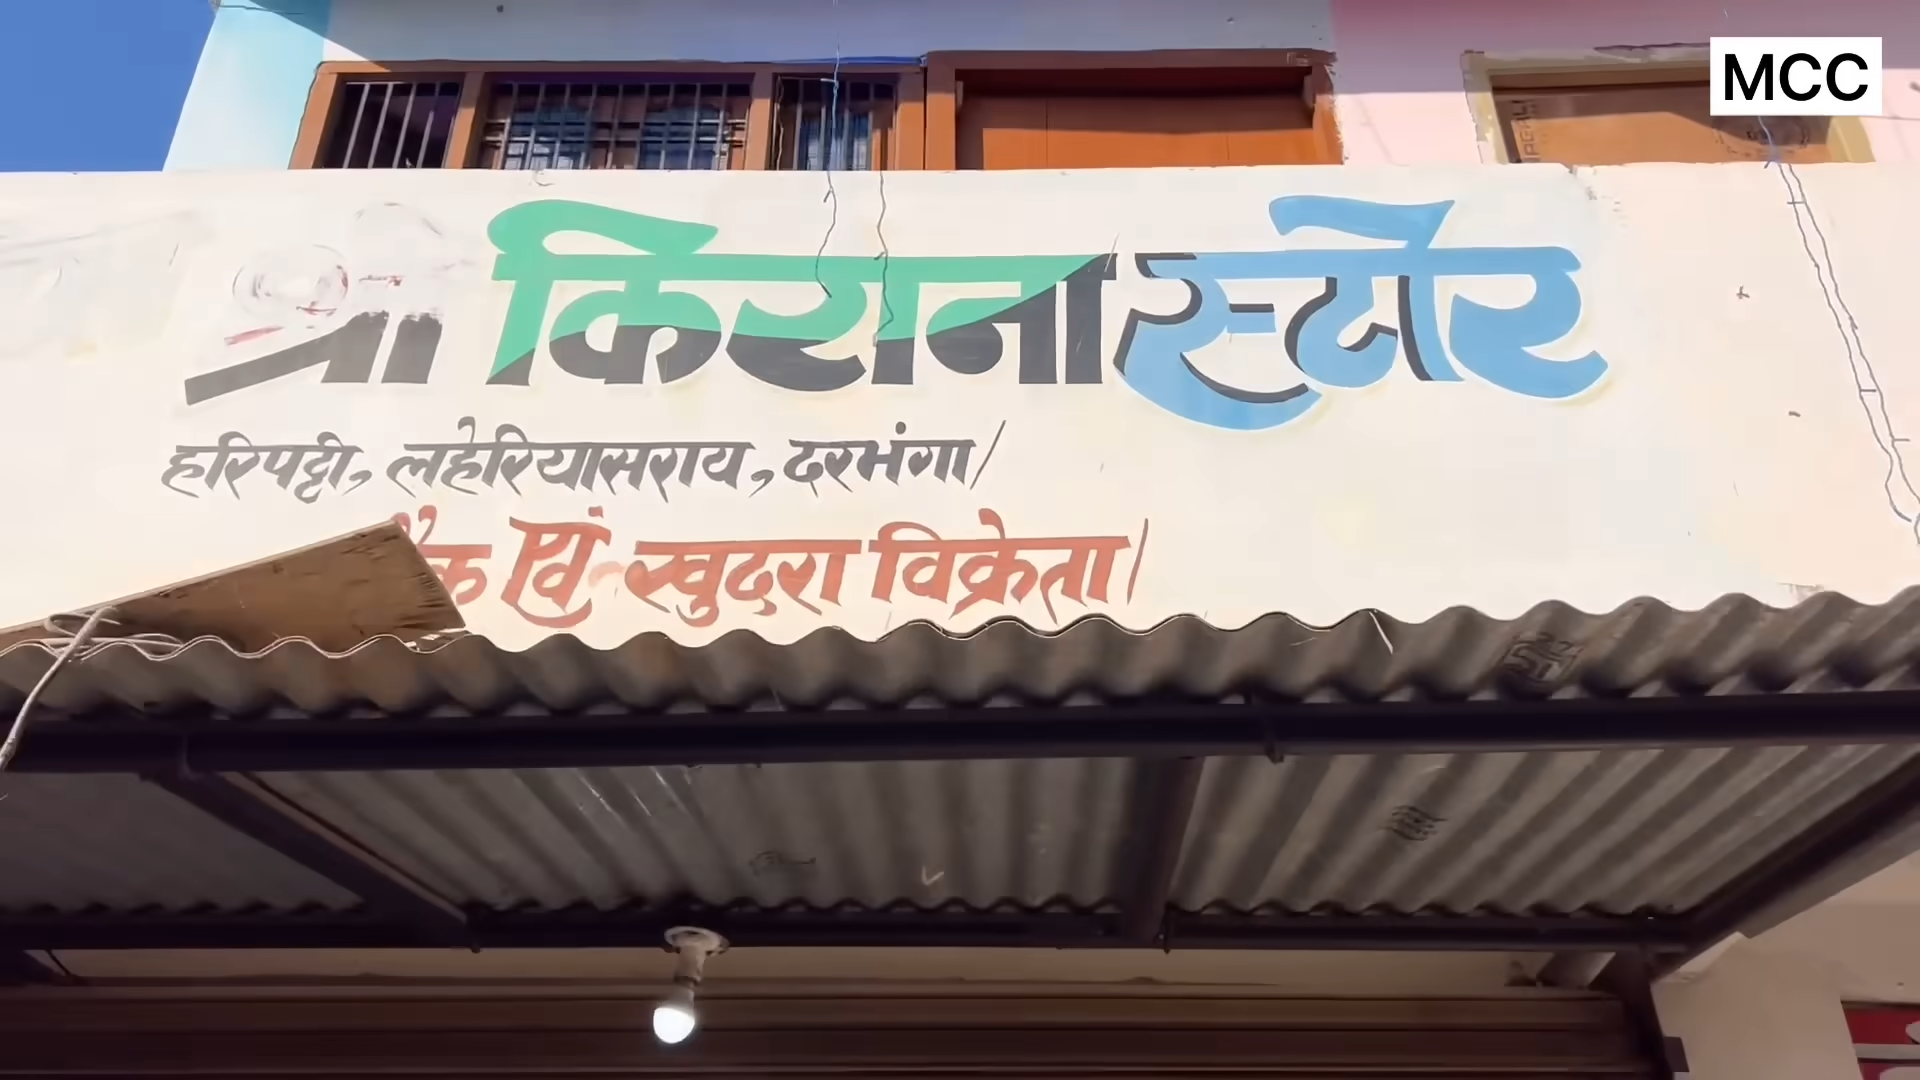 MCC
श्री किराना स्टोर
हरिपट्टी, लहेरियासराय, दरभंगा/
एवं खुदरा विक्रेता/